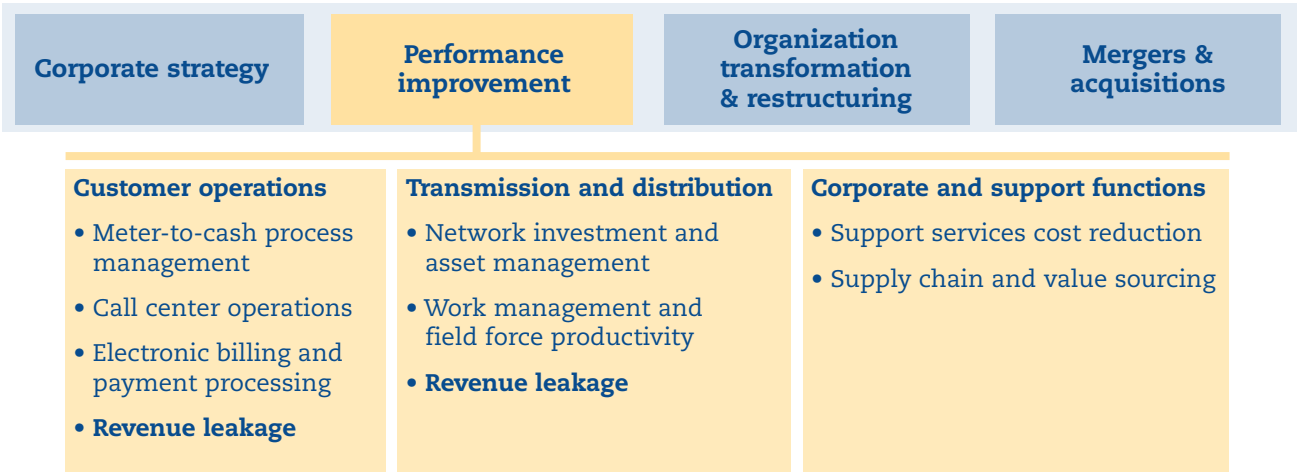 Corporate strategy
Performance
improvement
Organization
transformation
& restructuring
Mergers &
acquisitions
Customer operations
• Meter-to-cash process
management
• Call center operations
• Electronic billing and
payment processing
• Revenue leakage
Transmission and distribution
• Network investment and
asset management
• Work management and
field force productivity
• Revenue leakage
Corporate and support functions
• Support services cost reduction
• Supply chain and value sourcing